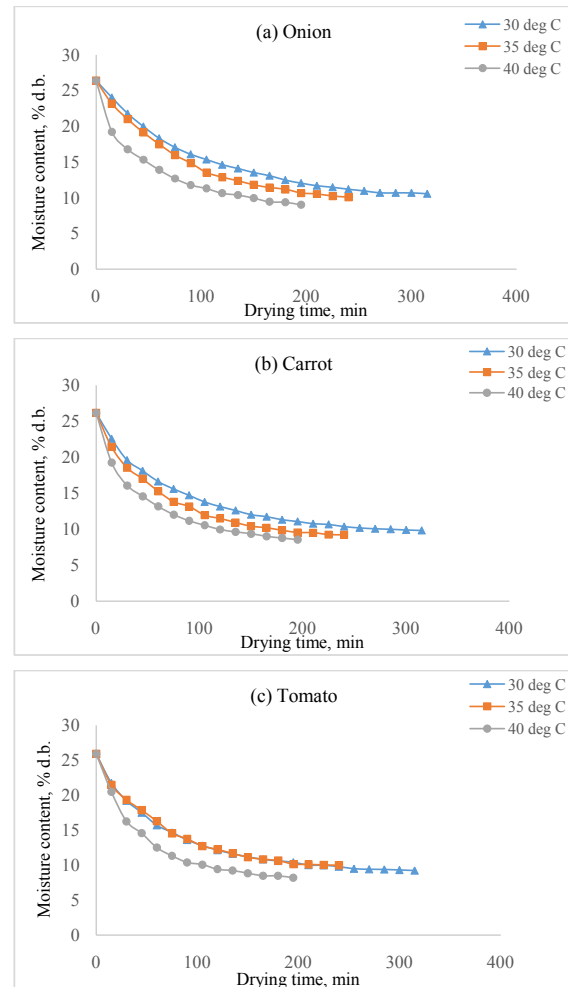 (a) Onion
30 deg C
35 deg C
40 deg C
Moisture content, % d.b.
30
25
20
15
10
5
0
0 100 200 300 400
Drying time, min
(b) Carrot
30 deg C
35 deg C
40 deg C
Moisture content, % d.b.
30
25
20
15
10
5
0
0 100 200 300 400
Drying time, min
(c) Tomato
30 deg C
35 deg C
40 deg C
Moisture content, % d.b.
30
25
20
15
10
5
0
0 100 200 300 400
Drying time, min